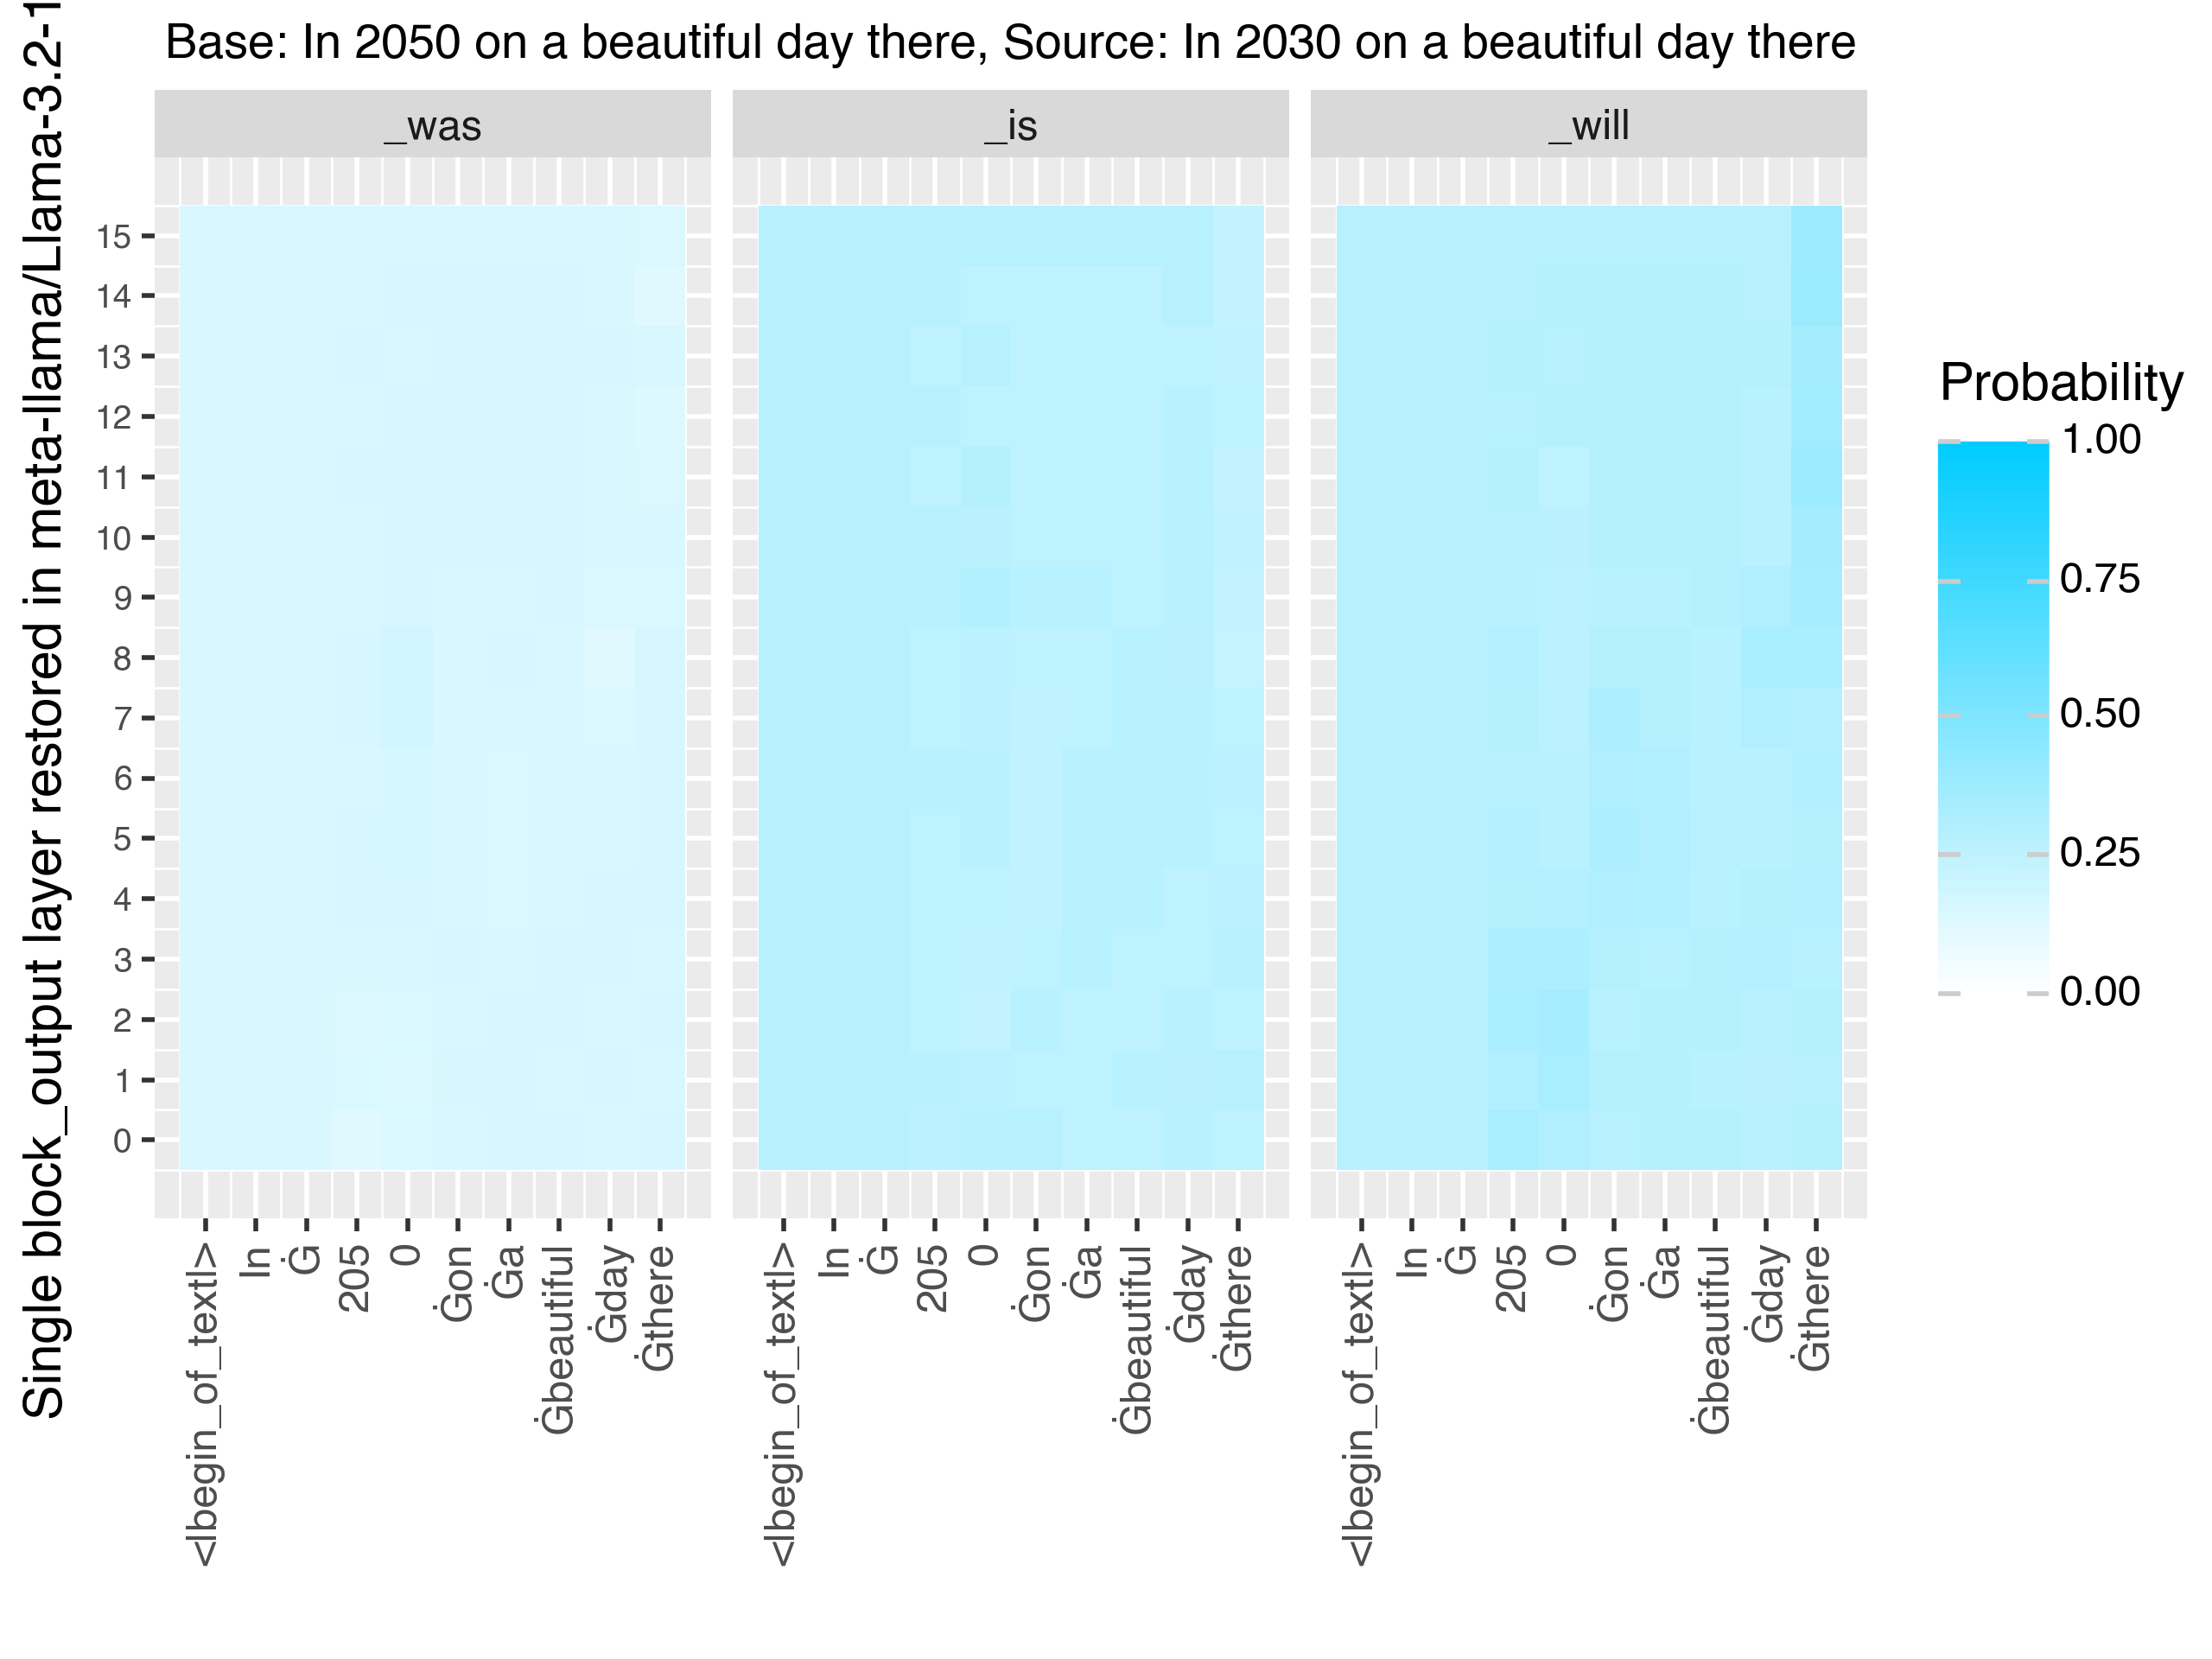 Base: In 2050 on a beautiful day there, Source: In 2030 on a beautiful day there
Single block_output layer restored in meta-llama/Llama-3.2-1
_was
_is
_will
15
14
13
12
11
10
9
8
7
6
5
4
3
2
1
0
<|begin_of_text|>
In
Ġ
205
0
Ġon
Ġa
Ġbeautiful
Ġday
Ġthere
<|begin_of_text|>
In
Ġ
205
0
Ġon
Ġa
Ġbeautiful
Ġday
Ġthere
<|begin_of_text|>
In
Ġ
205
0
Ġon
Ġa
Ġbeautiful
Ġday
Ġthere
Probability
1.00
0.75
0.50
0.25
0.00